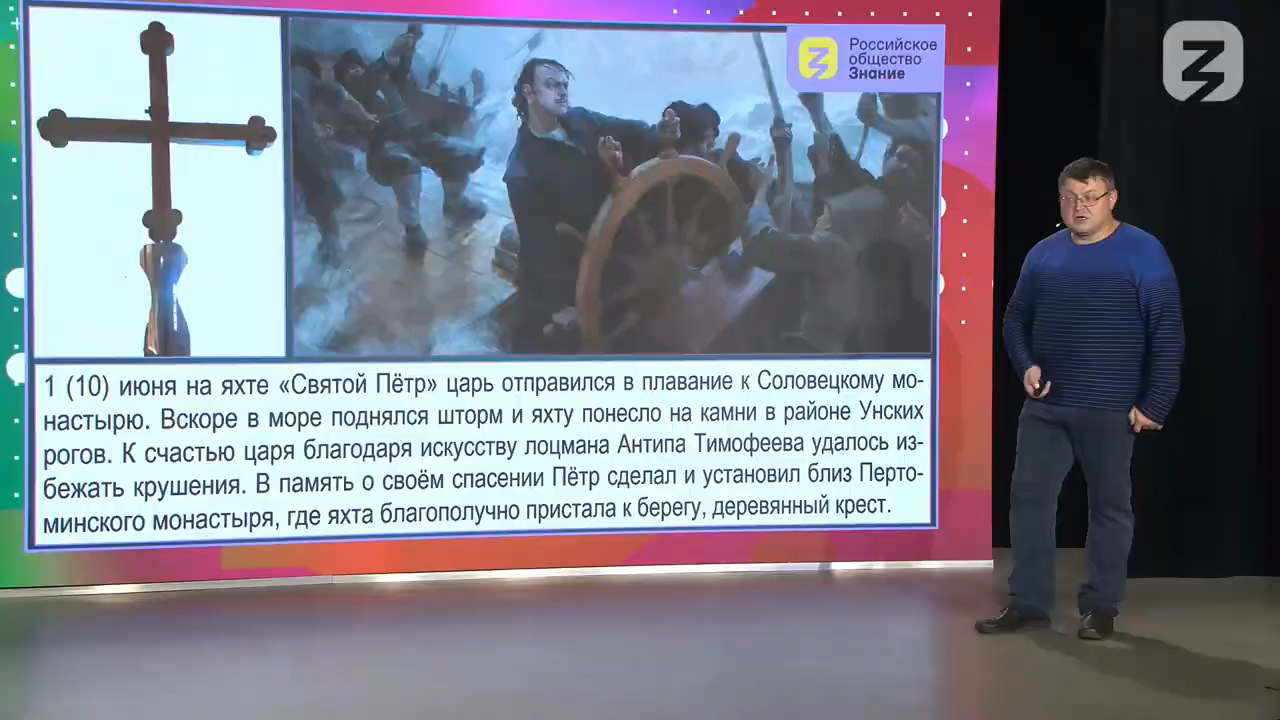 Российское
общество
Знание
1 (10) июня на яхте «Святой Пётр» царь отправился в плавание к Соловецкому мо-
настырю. Вскоре в море поднялся шторм и яхту понесло на камни в районе Унских
рогов. К счастью царя благодаря искусству лоцмана Антипа Тимофеева удалось из-
бежать крушения. В память о своём спасении Пётр сделал и установил близ Перто-
минского монастыря, где яхта благополучно пристала к берегу, деревянный крест.